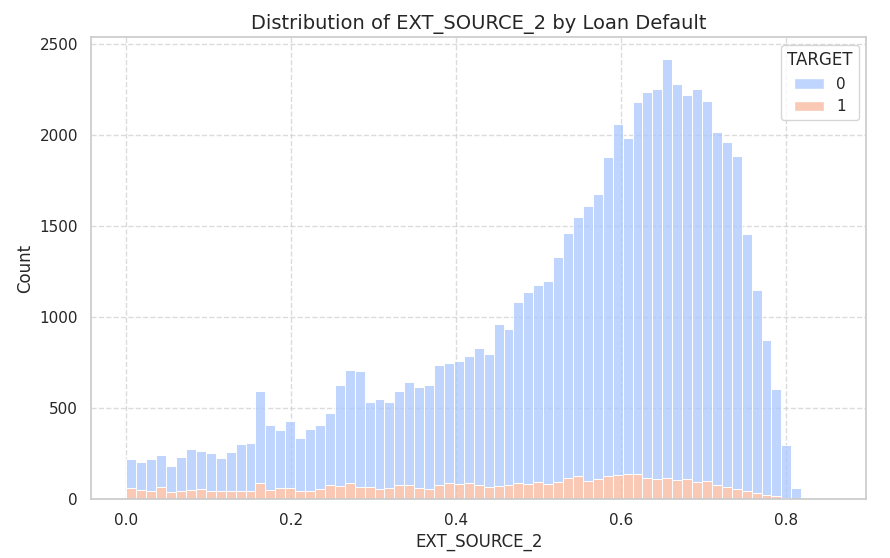 Distribution of EXT_SOURCE_2 by Loan Default
TARGET
0
1
2500
2000
1500
1000
500
0
Count
0.0 0.2 0.4 0.6 0.8
EXT_SOURCE_2